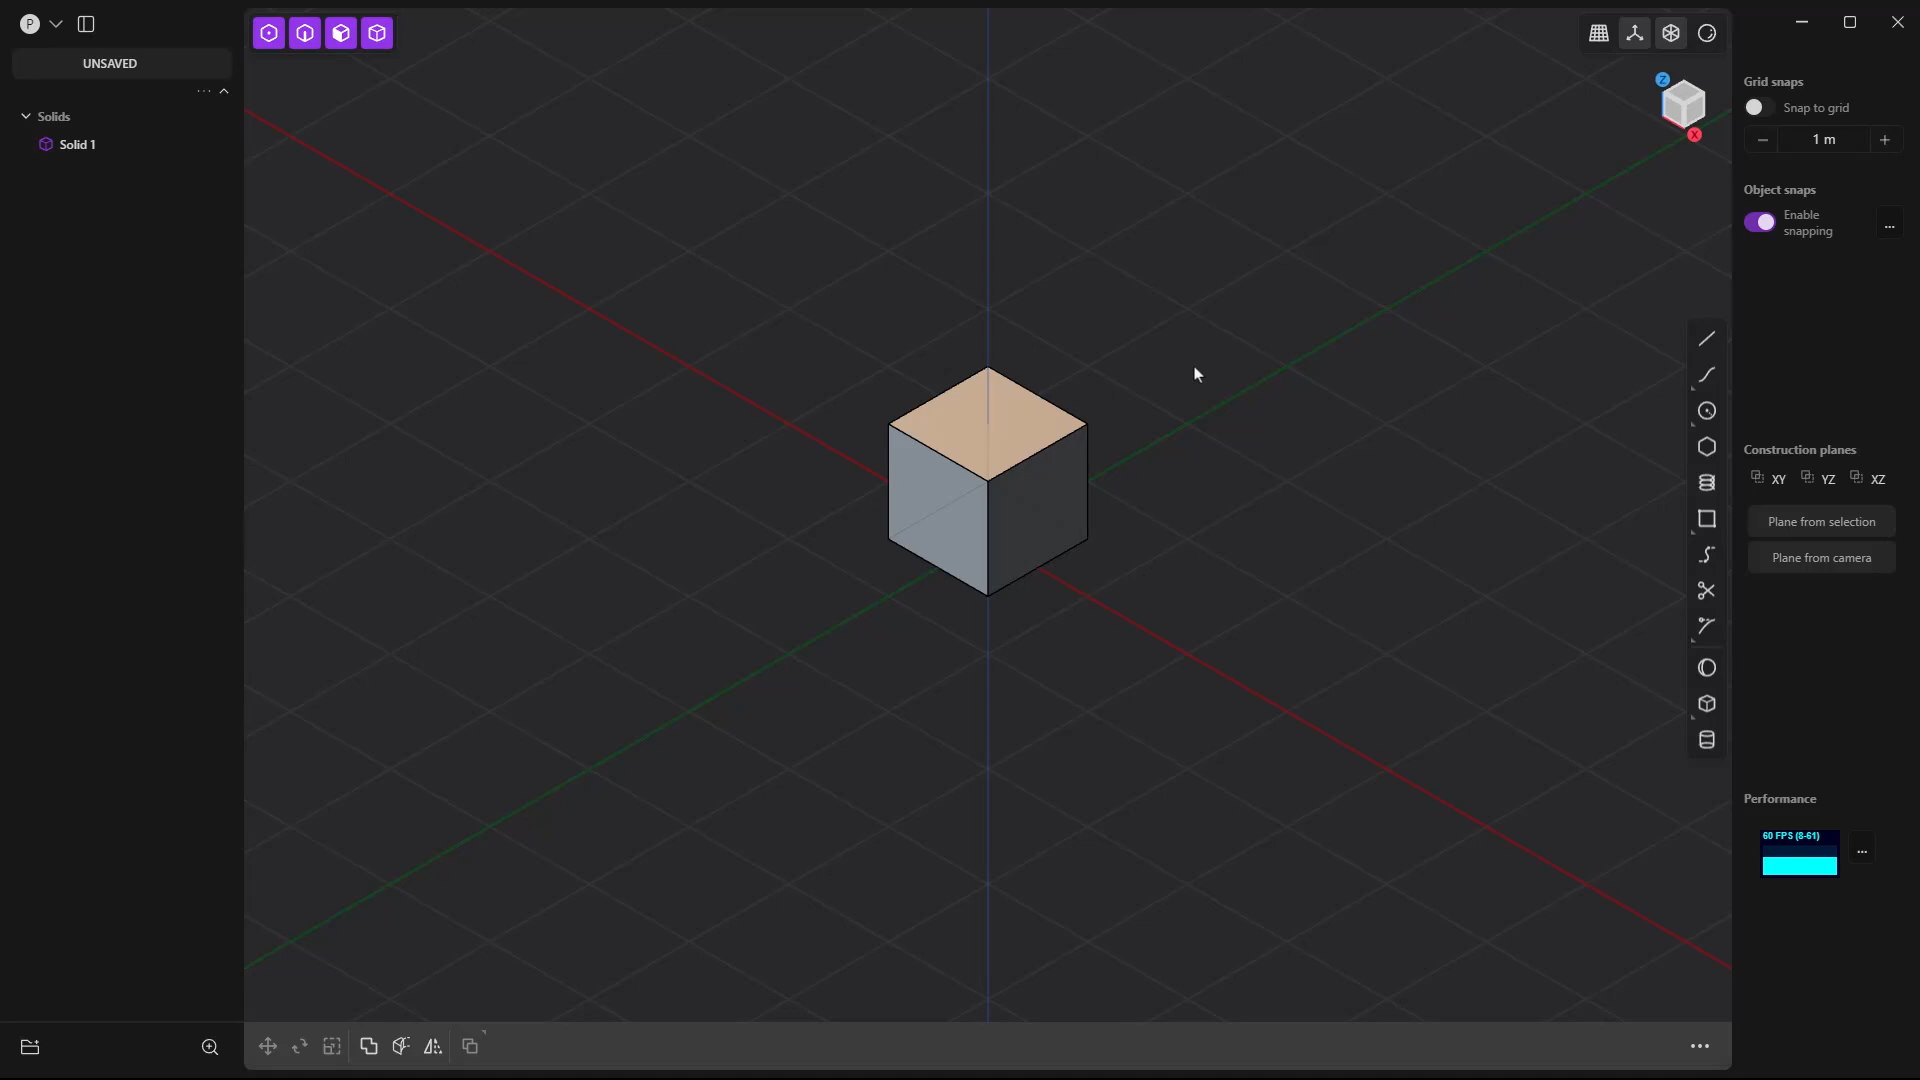 P
UNSAVED
...
Solids
Solid 1
Z
X
Grid snaps
Snap to grid
1 m
Object snaps
Enable
snapping
...
Construction planes
XY YZ XZ
Plane from selection
Plane from camera
Performance
60 FPS (8-61)
...